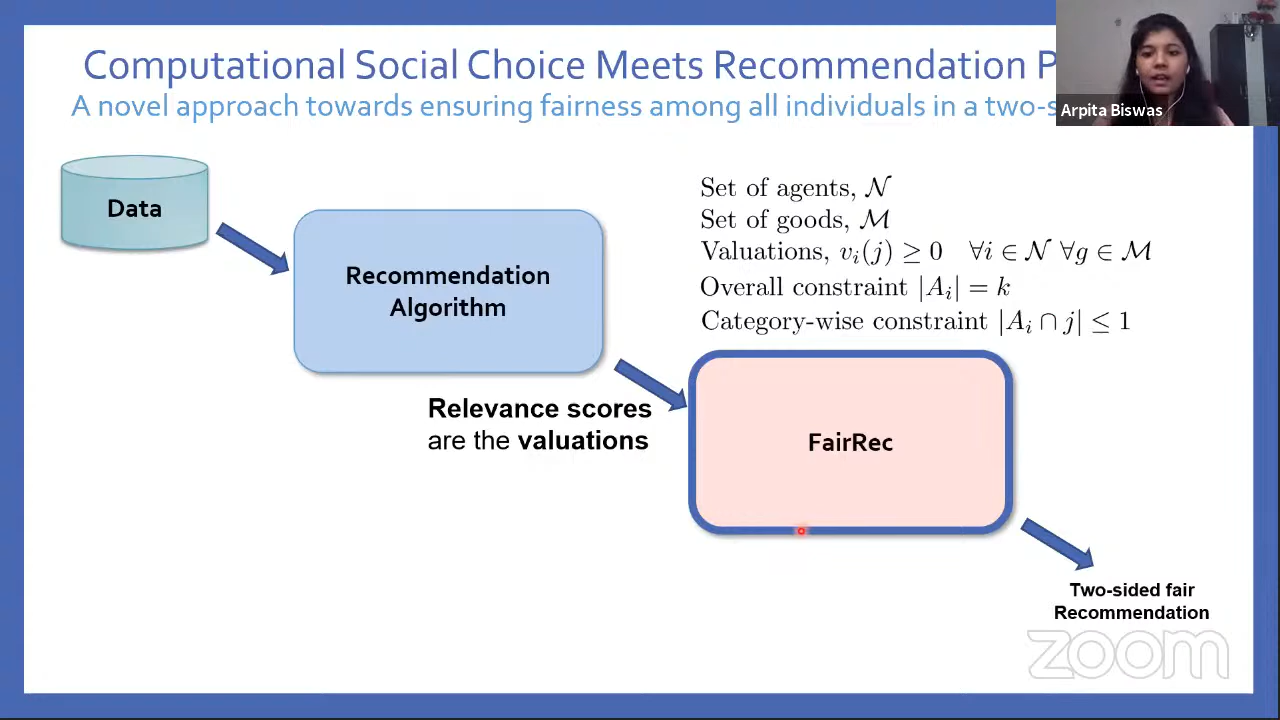 Computational Social Choice Meets Recommendation P
A novel approach towards ensuring fairness among all individuals in a two-s
Arpita Biswas
Data
Recommendation
Algorithm
Set of agents, 𝒩
Set of goods, ℳ
Valuations, vᵢ(j) ≥ 0 ∀i ∈ 𝒩 ∀g ∈ ℳ
Overall constraint |Aᵢ| = k
Category-wise constraint |Aᵢ ∩ j| ≤ 1
Relevance scores
are the valuations
FairRec
Two-sided fair
Recommendation
zoom